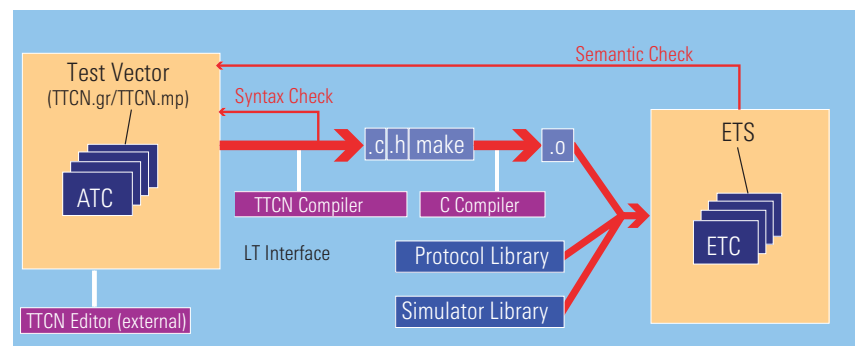 Semantic Check
Test Vector
(TTCN.gr/TTCN.mp)
Syntax Check
ETS
.c .h make
.o
ATC
TTCN Compiler
C Compiler
ETC
LT Interface
Protocol Library
Simulator Library
TTCN Editor (external)